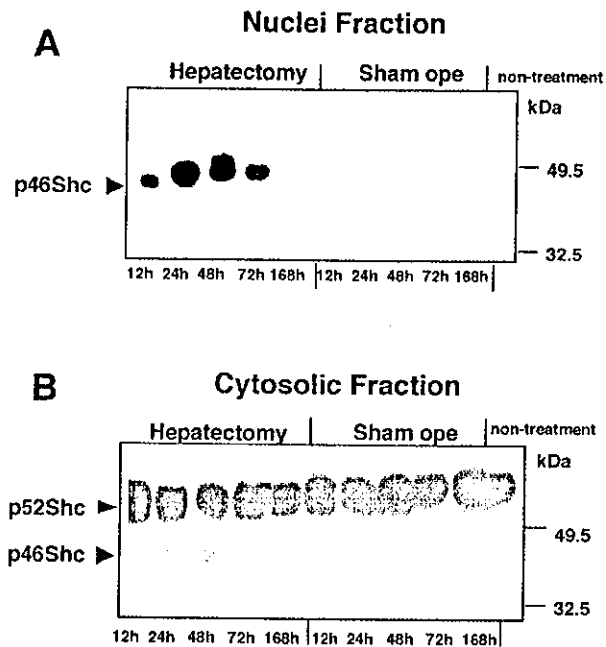 A
Nuclei Fraction
Hepatectomy Sham ope non-treatment
kDa
p46Shc
49.5
32.5
12h 24h 48h 72h 168h 12h 24h 48h 72h 168h
B
Cytosolic Fraction
Hepatectomy Sham ope non-treatment
kDa
p52Shc
49.5
p46Shc
32.5
12h 24h 48h 72h 168h 12h 24h 48h 72h 168h